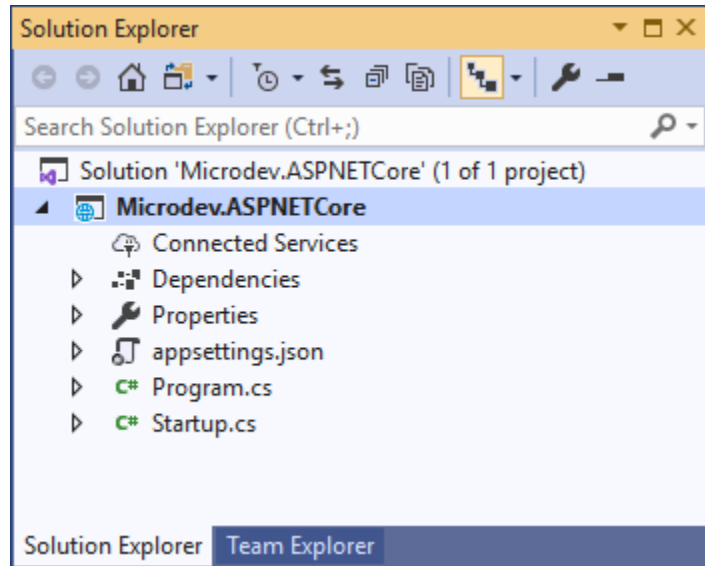 Solution Explorer
Search Solution Explorer (Ctrl+;)
Solution 'Microdev.ASPNETCore' (1 of 1 project)
Microdev.ASPNETCore
Connected Services
Dependencies
Properties
appsettings.json
C# Program.cs
C# Startup.cs
Solution Explorer Team Explorer